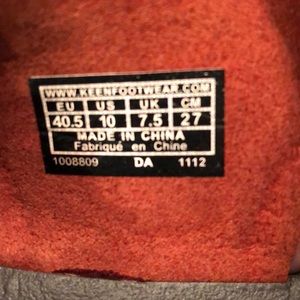 WWW.KEENFOOTWEAR.COM
EU US UK CM
40.5 10 7.5 27
MADE IN CHINA
Fabriqué en Chine
1008809 DA 1112